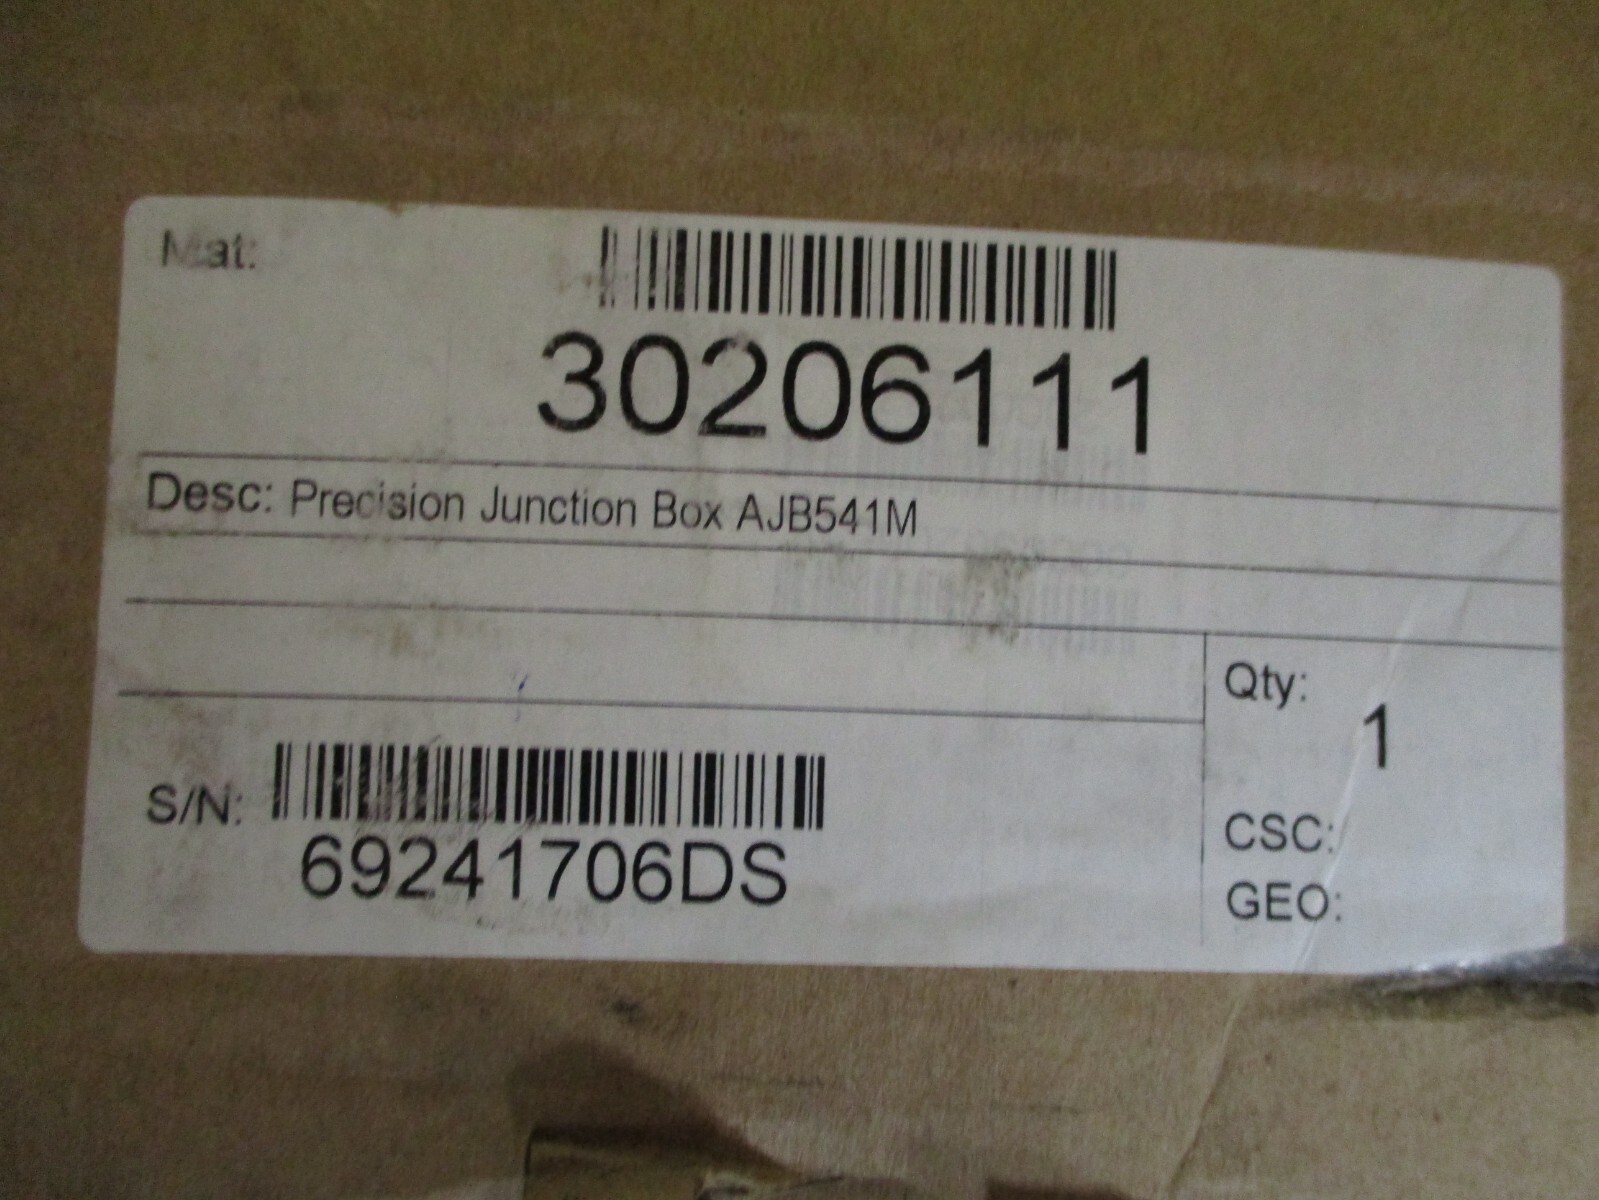 Mat:
30206111
Desc: Precision Junction Box AJB541M
Qty:
1
S/N:
69241706DS
CSC:
GEO: